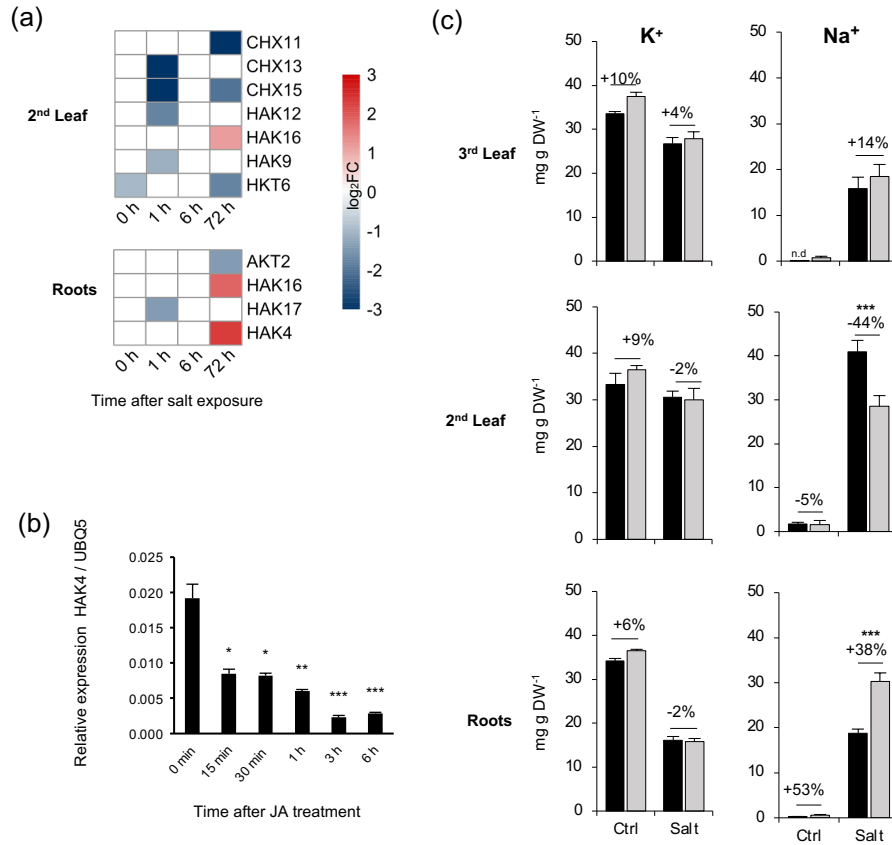 (a)
CHX11
CHX13
CHX15
HAK12
HAK16
HAK9
HKT6
2nd Leaf
0 h
1 h
6 h
72 h
AKT2
HAK16
HAK17
HAK4
Roots
0 h
1 h
6 h
72 h
Time after salt exposure
3
2
1
0
-1
-2
-3
log₂FC
(b)
Relative expression HAK4 / UBQ5
0.025
0.020
0.015
0.010
0.005
0.000
*
*
**
***
***
0 min
15 min
30 min
1 h
3 h
6 h
Time after JA treatment
(c)
K⁺
Na⁺
3rd Leaf
mg g DW⁻¹
50
40
30
20
10
0
+10%
+4%
50
40
30
20
10
0
n.d
+14%
2nd Leaf
mg g DW⁻¹
50
40
30
20
10
0
+9%
-2%
50
40
30
20
10
0
-5%
***
-44%
Roots
mg g DW⁻¹
50
40
30
20
10
0
+6%
-2%
Ctrl
Salt
50
40
30
20
10
0
+53%
***
+38%
Ctrl
Salt